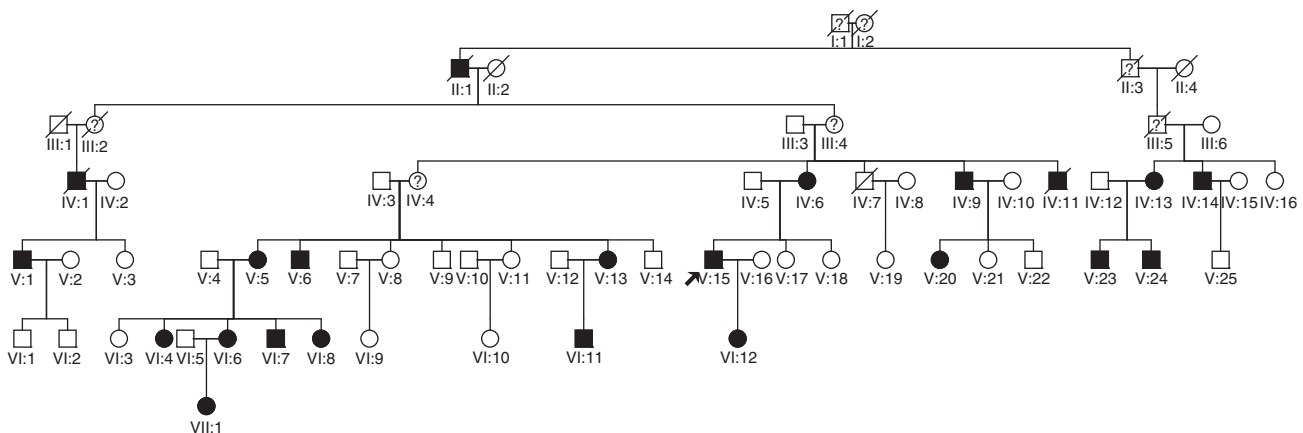 ? ?
I:1 I:2
?
II:1 II:2 II:3 II:4
? ? ?
III:1 III:2 III:3 III:4 III:5 III:6
?
IV:1 IV:2 IV:3 IV:4 IV:5 IV:6 IV:7 IV:8 IV:9 IV:10 IV:11 IV:12 IV:13 IV:14 IV:15 IV:16
V:1 V:2 V:3 V:4 V:5 V:6 V:7 V:8 V:9 V:10 V:11 V:12 V:13 V:14 V:15 V:16 V:17 V:18 V:19 V:20 V:21 V:22 V:23 V:24 V:25
VI:1 VI:2 VI:3 VI:4 VI:5 VI:6 VI:7 VI:8 VI:9 VI:10 VI:11 VI:12
VII:1